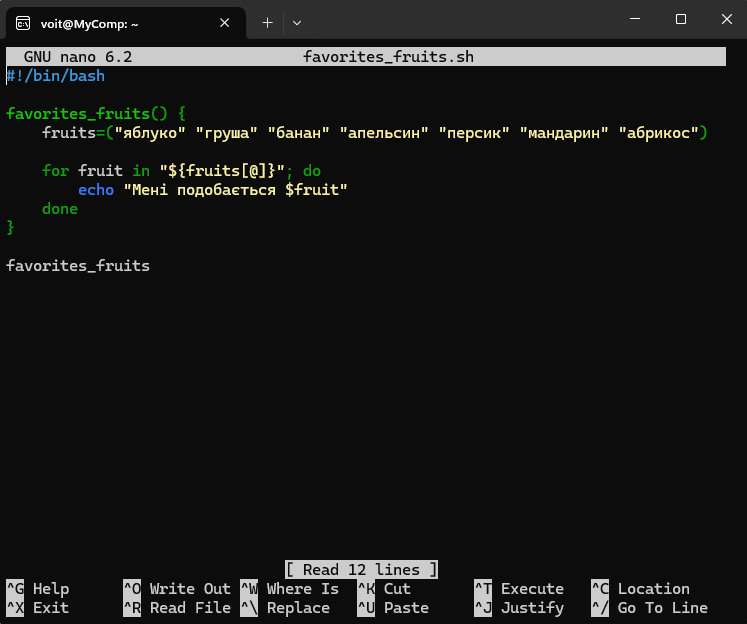 voit@MyComp: ~
GNU nano 6.2 favorites_fruits.sh
#!/bin/bash
favorites_fruits() {
    fruits=("яблуко" "груша" "банан" "апельсин" "персик" "мандарин" "абрикос")
    for fruit in "${fruits[@]}"; do
        echo "Мені подобається $fruit"
    done
}
favorites_fruits
[ Read 12 lines ]
^G Help ^O Write Out ^W Where Is ^K Cut ^T Execute ^C Location
^X Exit ^R Read File ^\ Replace ^U Paste ^J Justify ^/ Go To Line